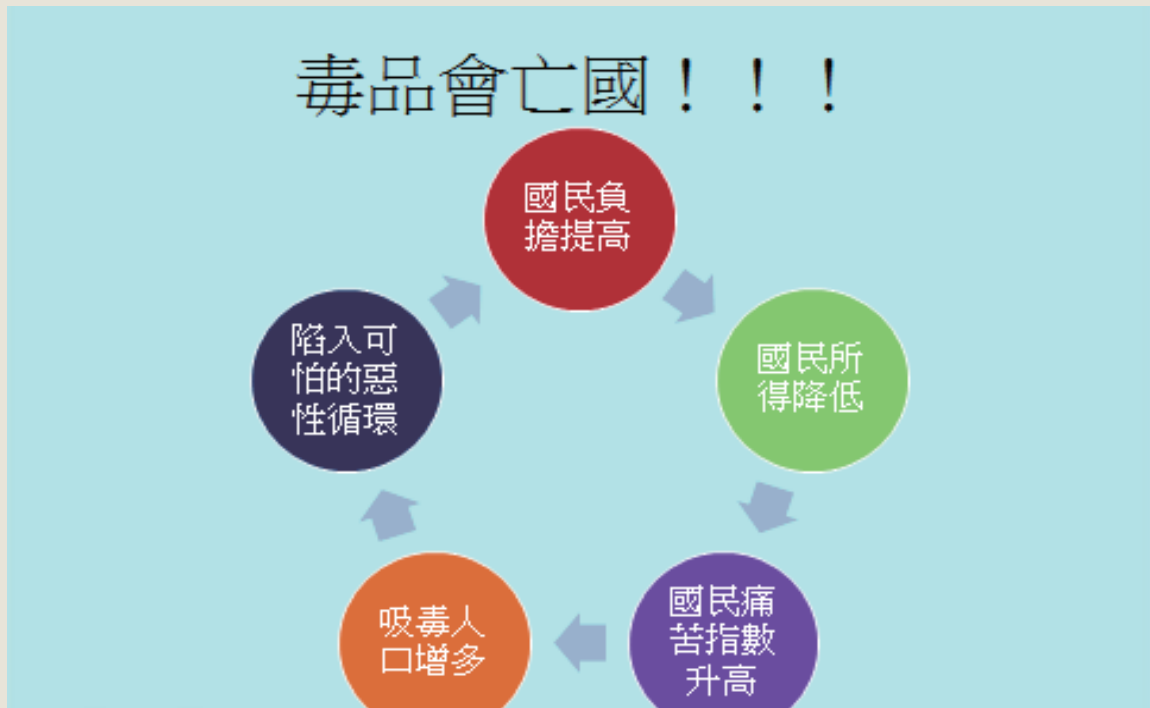 毒品會亡國！！！
國民負
擔提高
國民所
得降低
國民痛
苦指數
升高
吸毒人
口增多
陷入可
怕的惡
性循環